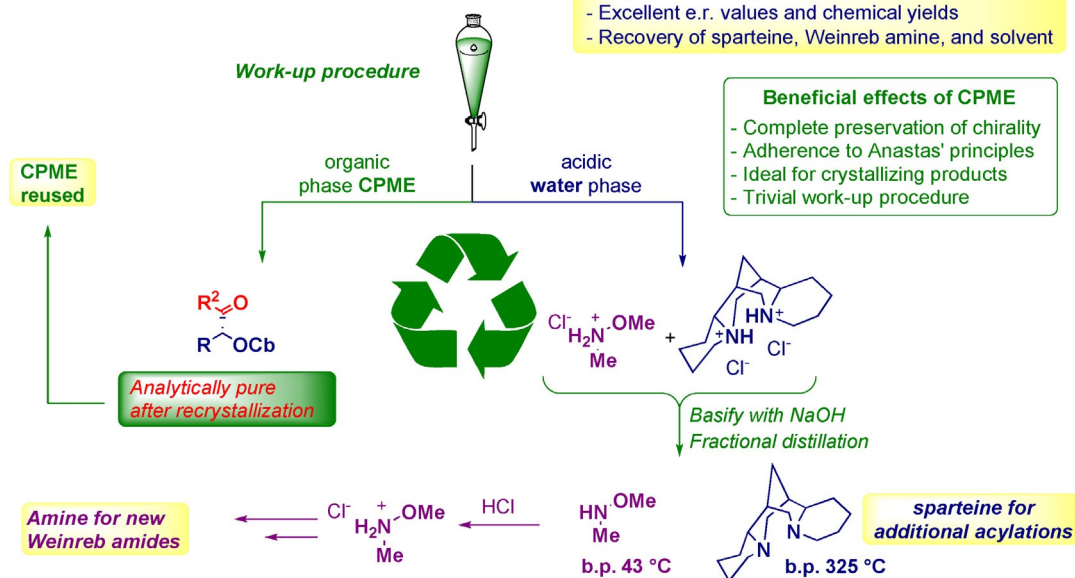 - Excellent e.r. values and chemical yields
- Recovery of sparteine, Weinreb amine, and solvent
Work-up procedure
Beneficial effects of CPME
- Complete preservation of chirality
- Adherence to Anastas' principles
- Ideal for crystallizing products
- Trivial work-up procedure
organic
phase CPME
acidic
water phase
CPME
reused
R²
O
R
OCb
Cl⁻
+
H₂N
OMe
Me
+
HN
+
+
NH
Cl⁻
Cl⁻
Analytically pure
after recrystallization
Basify with NaOH
Fractional distillation
Amine for new
Weinreb amides
Cl⁻
+
H₂N
OMe
Me
HCl
HN
OMe
Me
b.p. 43 °C
N
N
b.p. 325 °C
sparteine for
additional acylations